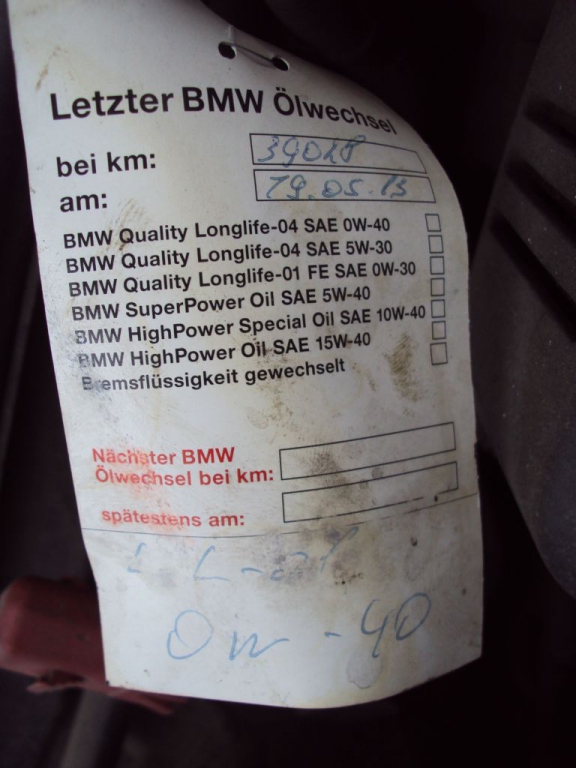 Letzter BMW Ölwechsel
bei km: 39028
am: 19.05.13
BMW Quality Longlife-04 SAE 0W-40
BMW Quality Longlife-04 SAE 5W-30
BMW Quality Longlife-01 FE SAE 0W-30
BMW SuperPower Oil SAE 5W-40
BMW HighPower Special Oil SAE 10W-40
BMW HighPower Oil SAE 15W-40
Bremsflüssigkeit gewechselt
Nächster BMW
Ölwechsel bei km:
spätestens am:
0w-40